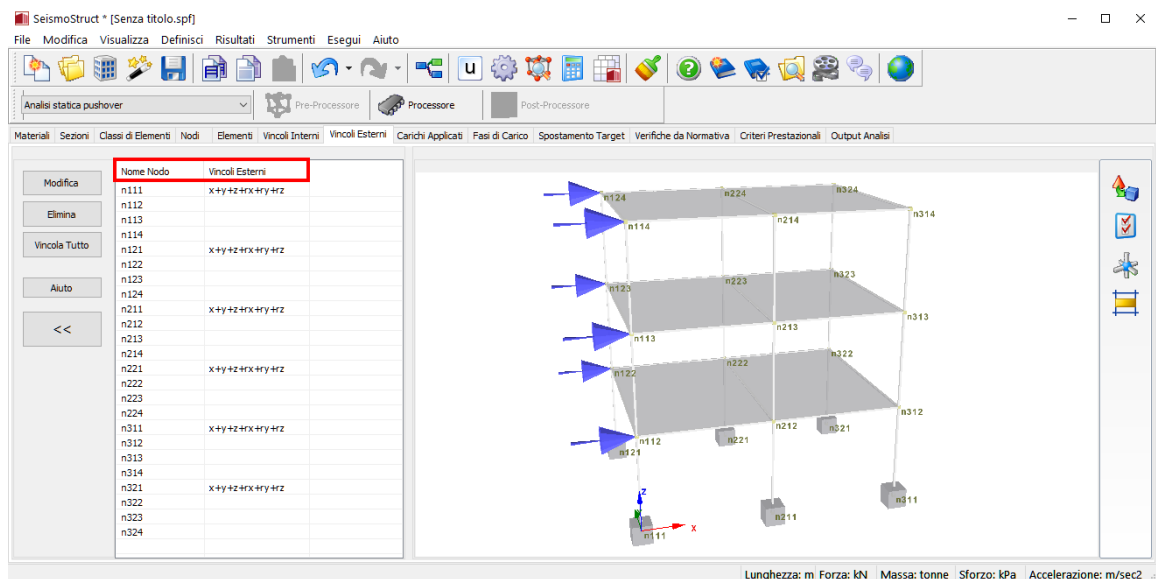 SeismoStruct * [Senza titolo.spf]
File Modifica Visualizza Definisci Risultati Strumenti Esegui Aiuto
u
Analisi statica pushover Pre-Processore Processore Post-Processore
Materiali Sezioni Classi di Elementi Nodi Elementi Vincoli Interni Vincoli Esterni Carichi Applicati Fasi di Carico Spostamento Target Verifiche da Normativa Criteri Prestazionali Output Analisi
Modifica
Elimina
Vincola Tutto
Aiuto
<<
Nome Nodo Vincoli Esterni
n111 x+y+z+rx+ry+rz
n112
n113
n114
n121 x+y+z+rx+ry+rz
n122
n123
n124
n211 x+y+z+rx+ry+rz
n212
n213
n214
n221 x+y+z+rx+ry+rz
n222
n223
n224
n311 x+y+z+rx+ry+rz
n312
n313
n314
n321 x+y+z+rx+ry+rz
n322
n323
n324
n124 n224 n324
n114 n214 n314
n123 n223 n323
n113 n213 n313
n122 n222 n322
n112 n212 n312
n121 n221 n321
z
x
n111 n211 n311
Lunghezza: m Forza: kN Massa: tonne Sforzo: kPa Accelerazione: m/sec2